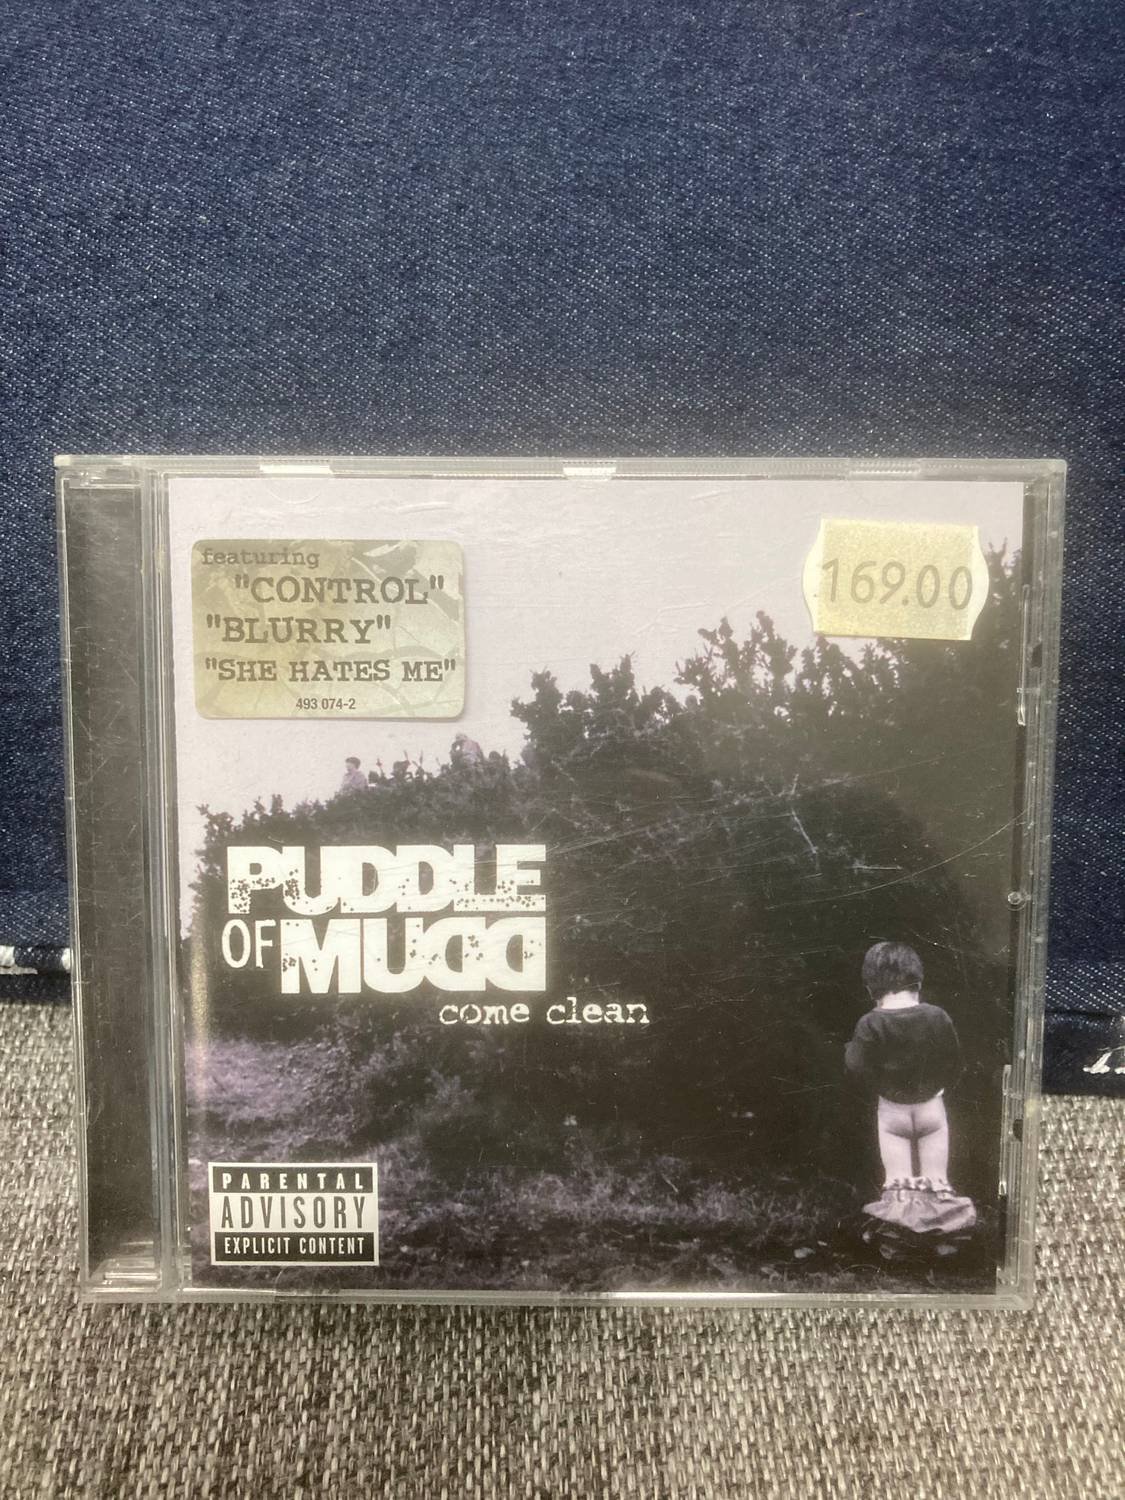 featuring
"CONTROL"
"BLURRY"
"SHE HATES ME"
493 074-2
169.00
PUDDLE
OF MUDD
come clean
PARENTAL
ADVISORY
EXPLICIT CONTENT